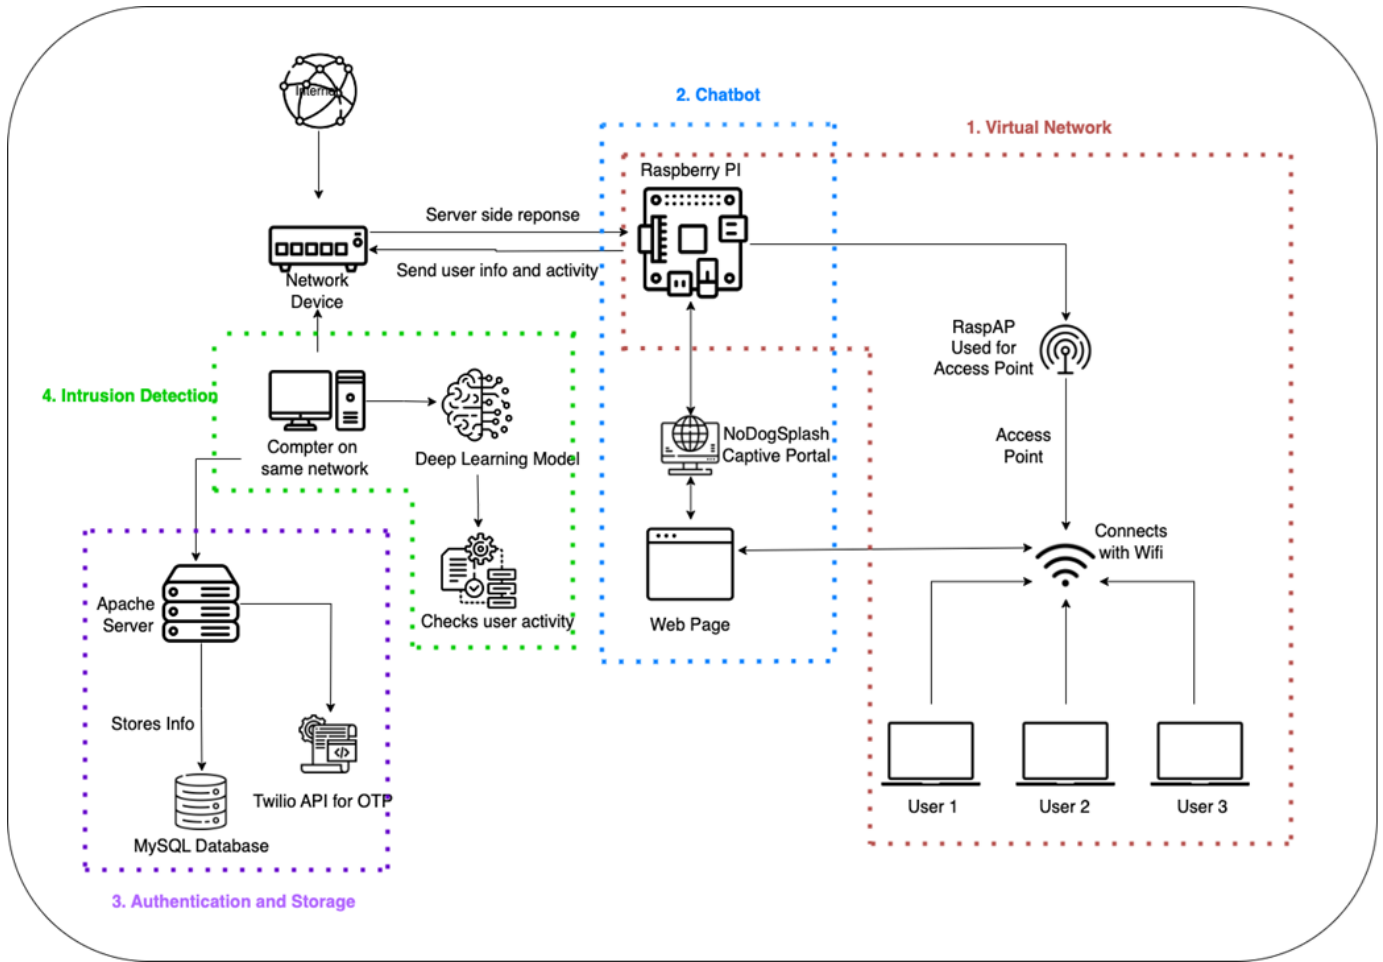 Internet
2. Chatbot
1. Virtual Network
Raspberry PI
Server side reponse
Send user info and activity
Network
Device
RaspAP
Used for
Access Point
4. Intrusion Detection
Compter on
same network
Deep Learning Model
NoDogSplash
Captive Portal
Access
Point
Connects
with Wifi
Apache
Server
Checks user activity
Web Page
Stores Info
Twilio API for OTP
MySQL Database
User 1
User 2
User 3
3. Authentication and Storage